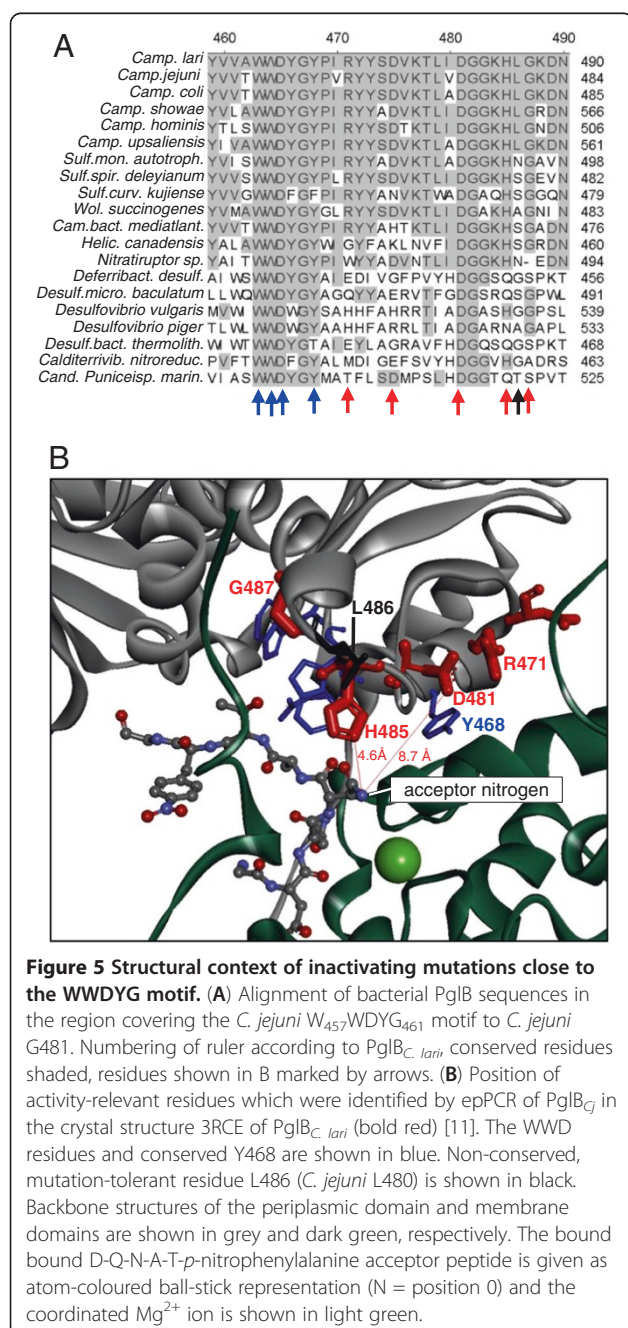 A
460 470 480 490
Camp. lari YVVAWWDYGYPIRYYSDVKTLIDGGKHLGKDN 490
Camp.jejuni YVVTWWDYGYPVRYYSDVKTLVDGGKHLGKDN 484
Camp. coli YVVTWWDYGYPIRYYSDVKTLADGGKHLGKDN 485
Camp. showae YVLAWWDYGYPIRYYADVKTLIDGGKHLGRDN 566
Camp. hominis YTLSWWDYGYPIRYYSDTKTLIDGGKHLGNDN 506
Camp. upsaliensis YIVAWWDYGYPIRYYSDVKTLADGGKHLGKDN 561
Sulf.mon. autotroph. YVISWWDYGYPIRYYADVKTLADGGKHNGAVN 498
Sulf.spir. deleyianum YVVSWWDYGYPLRYYSDVKTLIDGGKHSGEVN 482
Sulf.curv. kujiense YVVGWWDFGFPIRYYANVKTWADGAQHSGQQN 479
Wol. succinogenes YVMAWWDYGYGLRYYSDVKTLIDGGKHAGNIN 483
Cam.bact. mediatlant. YVVTWWDYGYPIRYYAHTKTLIDGGKHSGADN 476
Helic. canadensis YALAWWDYGYWIGYFAKLNVFIDGGKHSGRDN 460
Nitratiruptor sp. YALAWWDYGYPIWYYADVNTLIDGGKHN-EDN 494
Deferribact. desulf. AIWSWWDYGYAIEDIVGFPVYHDGGSQGSPKT 456
Desulf.micro. baculatum LLWQWWDYGYAGQYYAERVTFGDGSRQSGPWL 491
Desulfovibrio vulgaris MVWIWWDWGYSAHHFARRTIADGASHGGPSL 539
Desulfovibrio piger TLWVWWDWGYAAHHFARRLTIADGARNAGAPL 533
Desulf.bact. thermolith. WIWTWWDYGTAIEYLAGRAVFHDGQSQGSPKT 468
Calditerrivib. nitroreduc. PVFTWWDFGYALMDIGEFSVYHDGGVHGADRS 463
Cand. Puniceisp. marin. VIASWWDYGYMATFLSDMPSLHDGGTQTSPVT 525
B
G487
L486
R471
D481
H485
Y468
4.6Å 8.7 Å
acceptor nitrogen
Figure 5 Structural context of inactivating mutations close to
the WWDYG motif. (A) Alignment of bacterial PglB sequences in
the region covering the C. jejuni W457WDYG461 motif to C. jejuni
G481. Numbering of ruler according to PglBC. lari, conserved residues
shaded, residues shown in B marked by arrows. (B) Position of
activity-relevant residues which were identified by epPCR of PglBCj in
the crystal structure 3RCE of PglBC. lari (bold red) [11]. The WWD
residues and conserved Y468 are shown in blue. Non-conserved,
mutation-tolerant residue L486 (C. jejuni L480) is shown in black.
Backbone structures of the periplasmic domain and membrane
domains are shown in grey and dark green, respectively. The bound
bound D-Q-N-A-T-p-nitrophenylalanine acceptor peptide is given as
atom-coloured ball-stick representation (N = position 0) and the
coordinated Mg2+ ion is shown in light green.